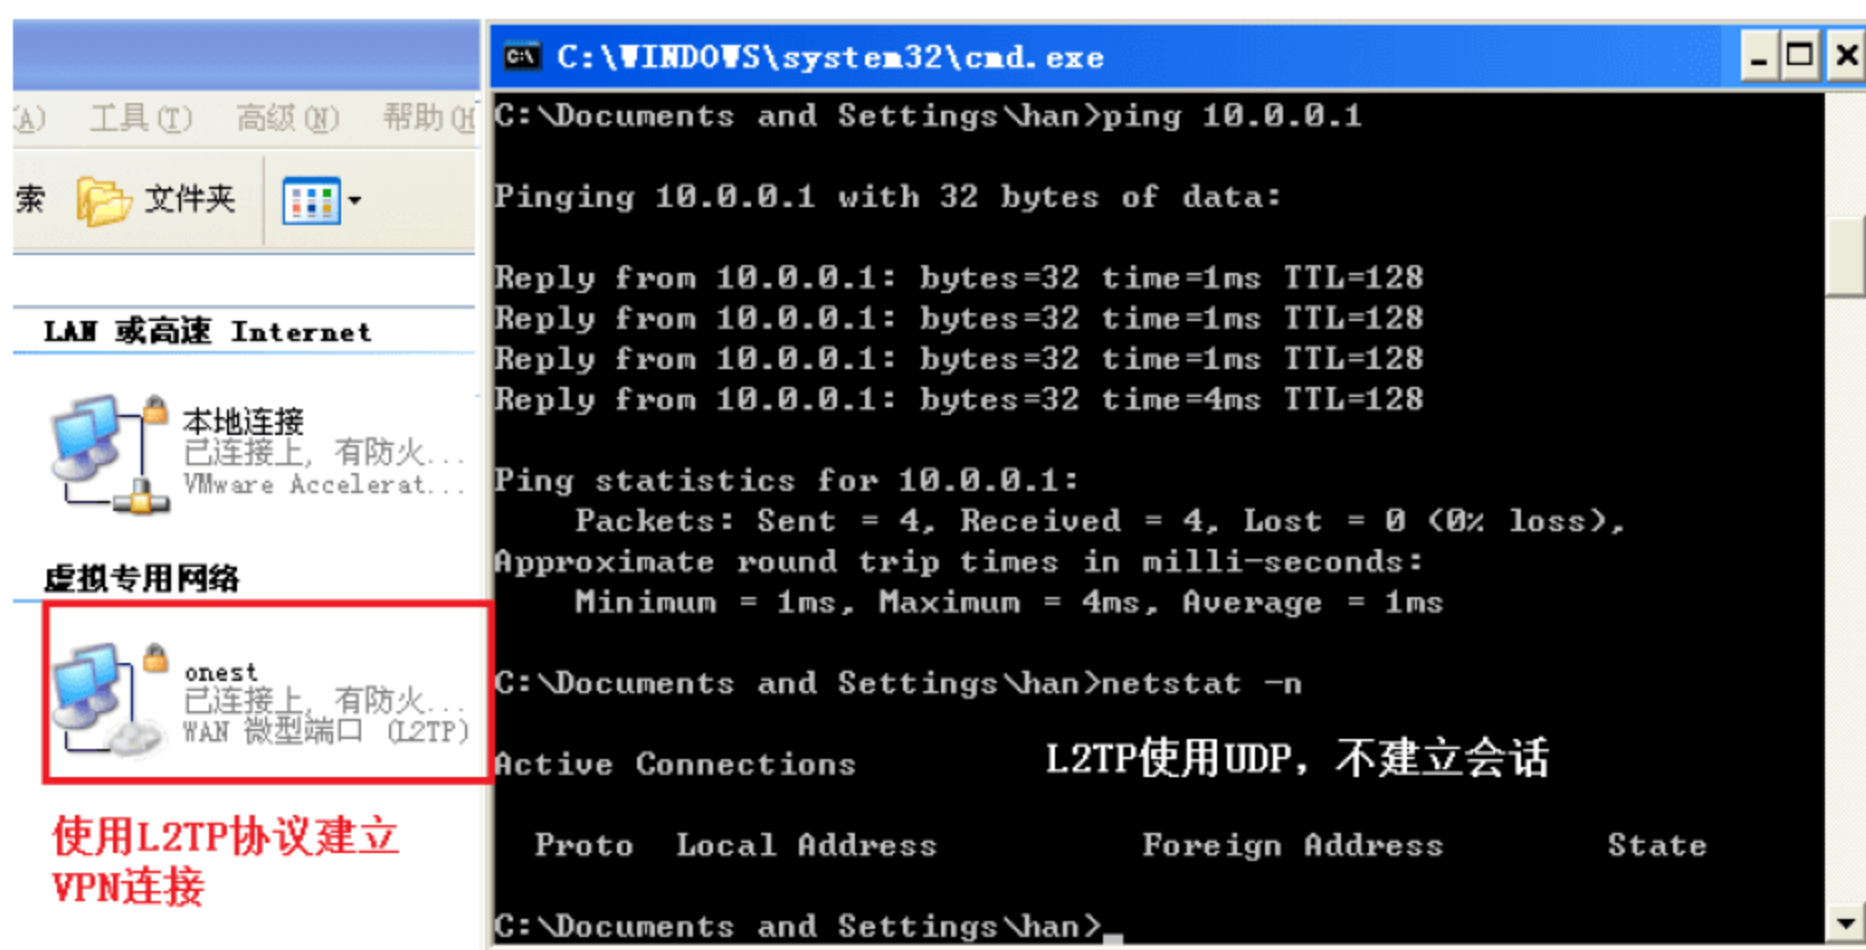 (A) 工具(T) 高级(N) 帮助(H
索 文件夹
LAN 或高速 Internet
本地连接
已连接上, 有防火...
VMware Accelerat...
虚拟专用网络
onest
已连接上, 有防火...
WAN 微型端口 (L2TP)
使用L2TP协议建立
VPN连接
C:\WINDOWS\system32\cmd.exe
C:\Documents and Settings\han>ping 10.0.0.1
Pinging 10.0.0.1 with 32 bytes of data:
Reply from 10.0.0.1: bytes=32 time=1ms TTL=128
Reply from 10.0.0.1: bytes=32 time=1ms TTL=128
Reply from 10.0.0.1: bytes=32 time=1ms TTL=128
Reply from 10.0.0.1: bytes=32 time=4ms TTL=128
Ping statistics for 10.0.0.1:
Packets: Sent = 4, Received = 4, Lost = 0 (0% loss),
Approximate round trip times in milli-seconds:
Minimum = 1ms, Maximum = 4ms, Average = 1ms
C:\Documents and Settings\han>netstat -n
Active Connections
L2TP使用UDP，不建立会话
Proto Local Address Foreign Address State
C:\Documents and Settings\han>_